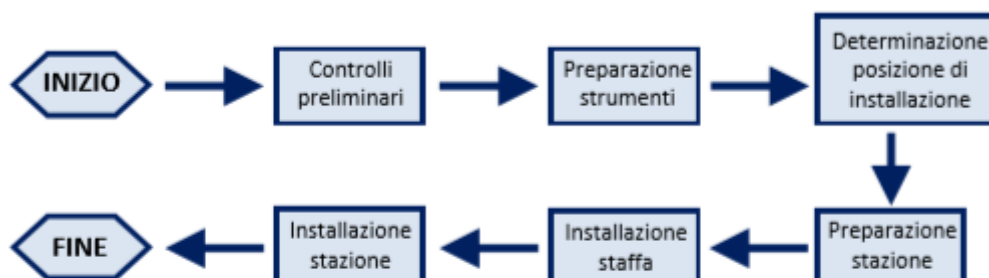 INIZIO
Controlli
preliminari
Preparazione
strumenti
Determinazione
posizione di
installazione
Preparazione
stazione
Installazione
staffa
Installazione
stazione
FINE